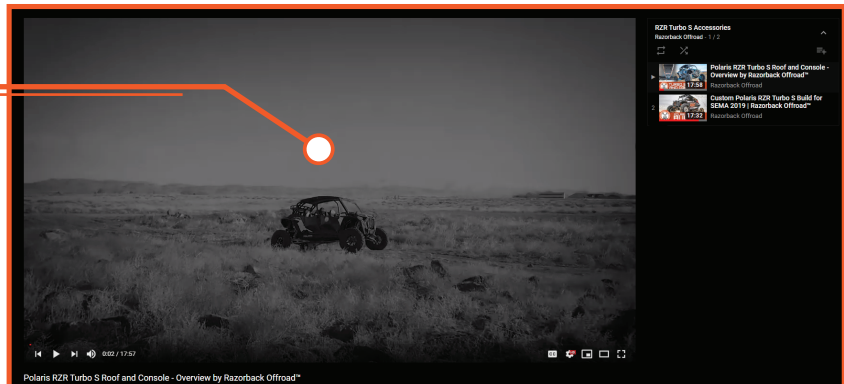 RZR Turbo S Accessories
Razorback Offroad - 1 / 2
17:58
Polaris RZR Turbo S Roof and Console -
Overview by Razorback Offroad™
Razorback Offroad
2
17:32
Custom Polaris RZR Turbo S Build for
SEMA 2019 | Razorback Offroad™
Razorback Offroad
0:02 / 17:57
Polaris RZR Turbo S Roof and Console - Overview by Razorback Offroad™